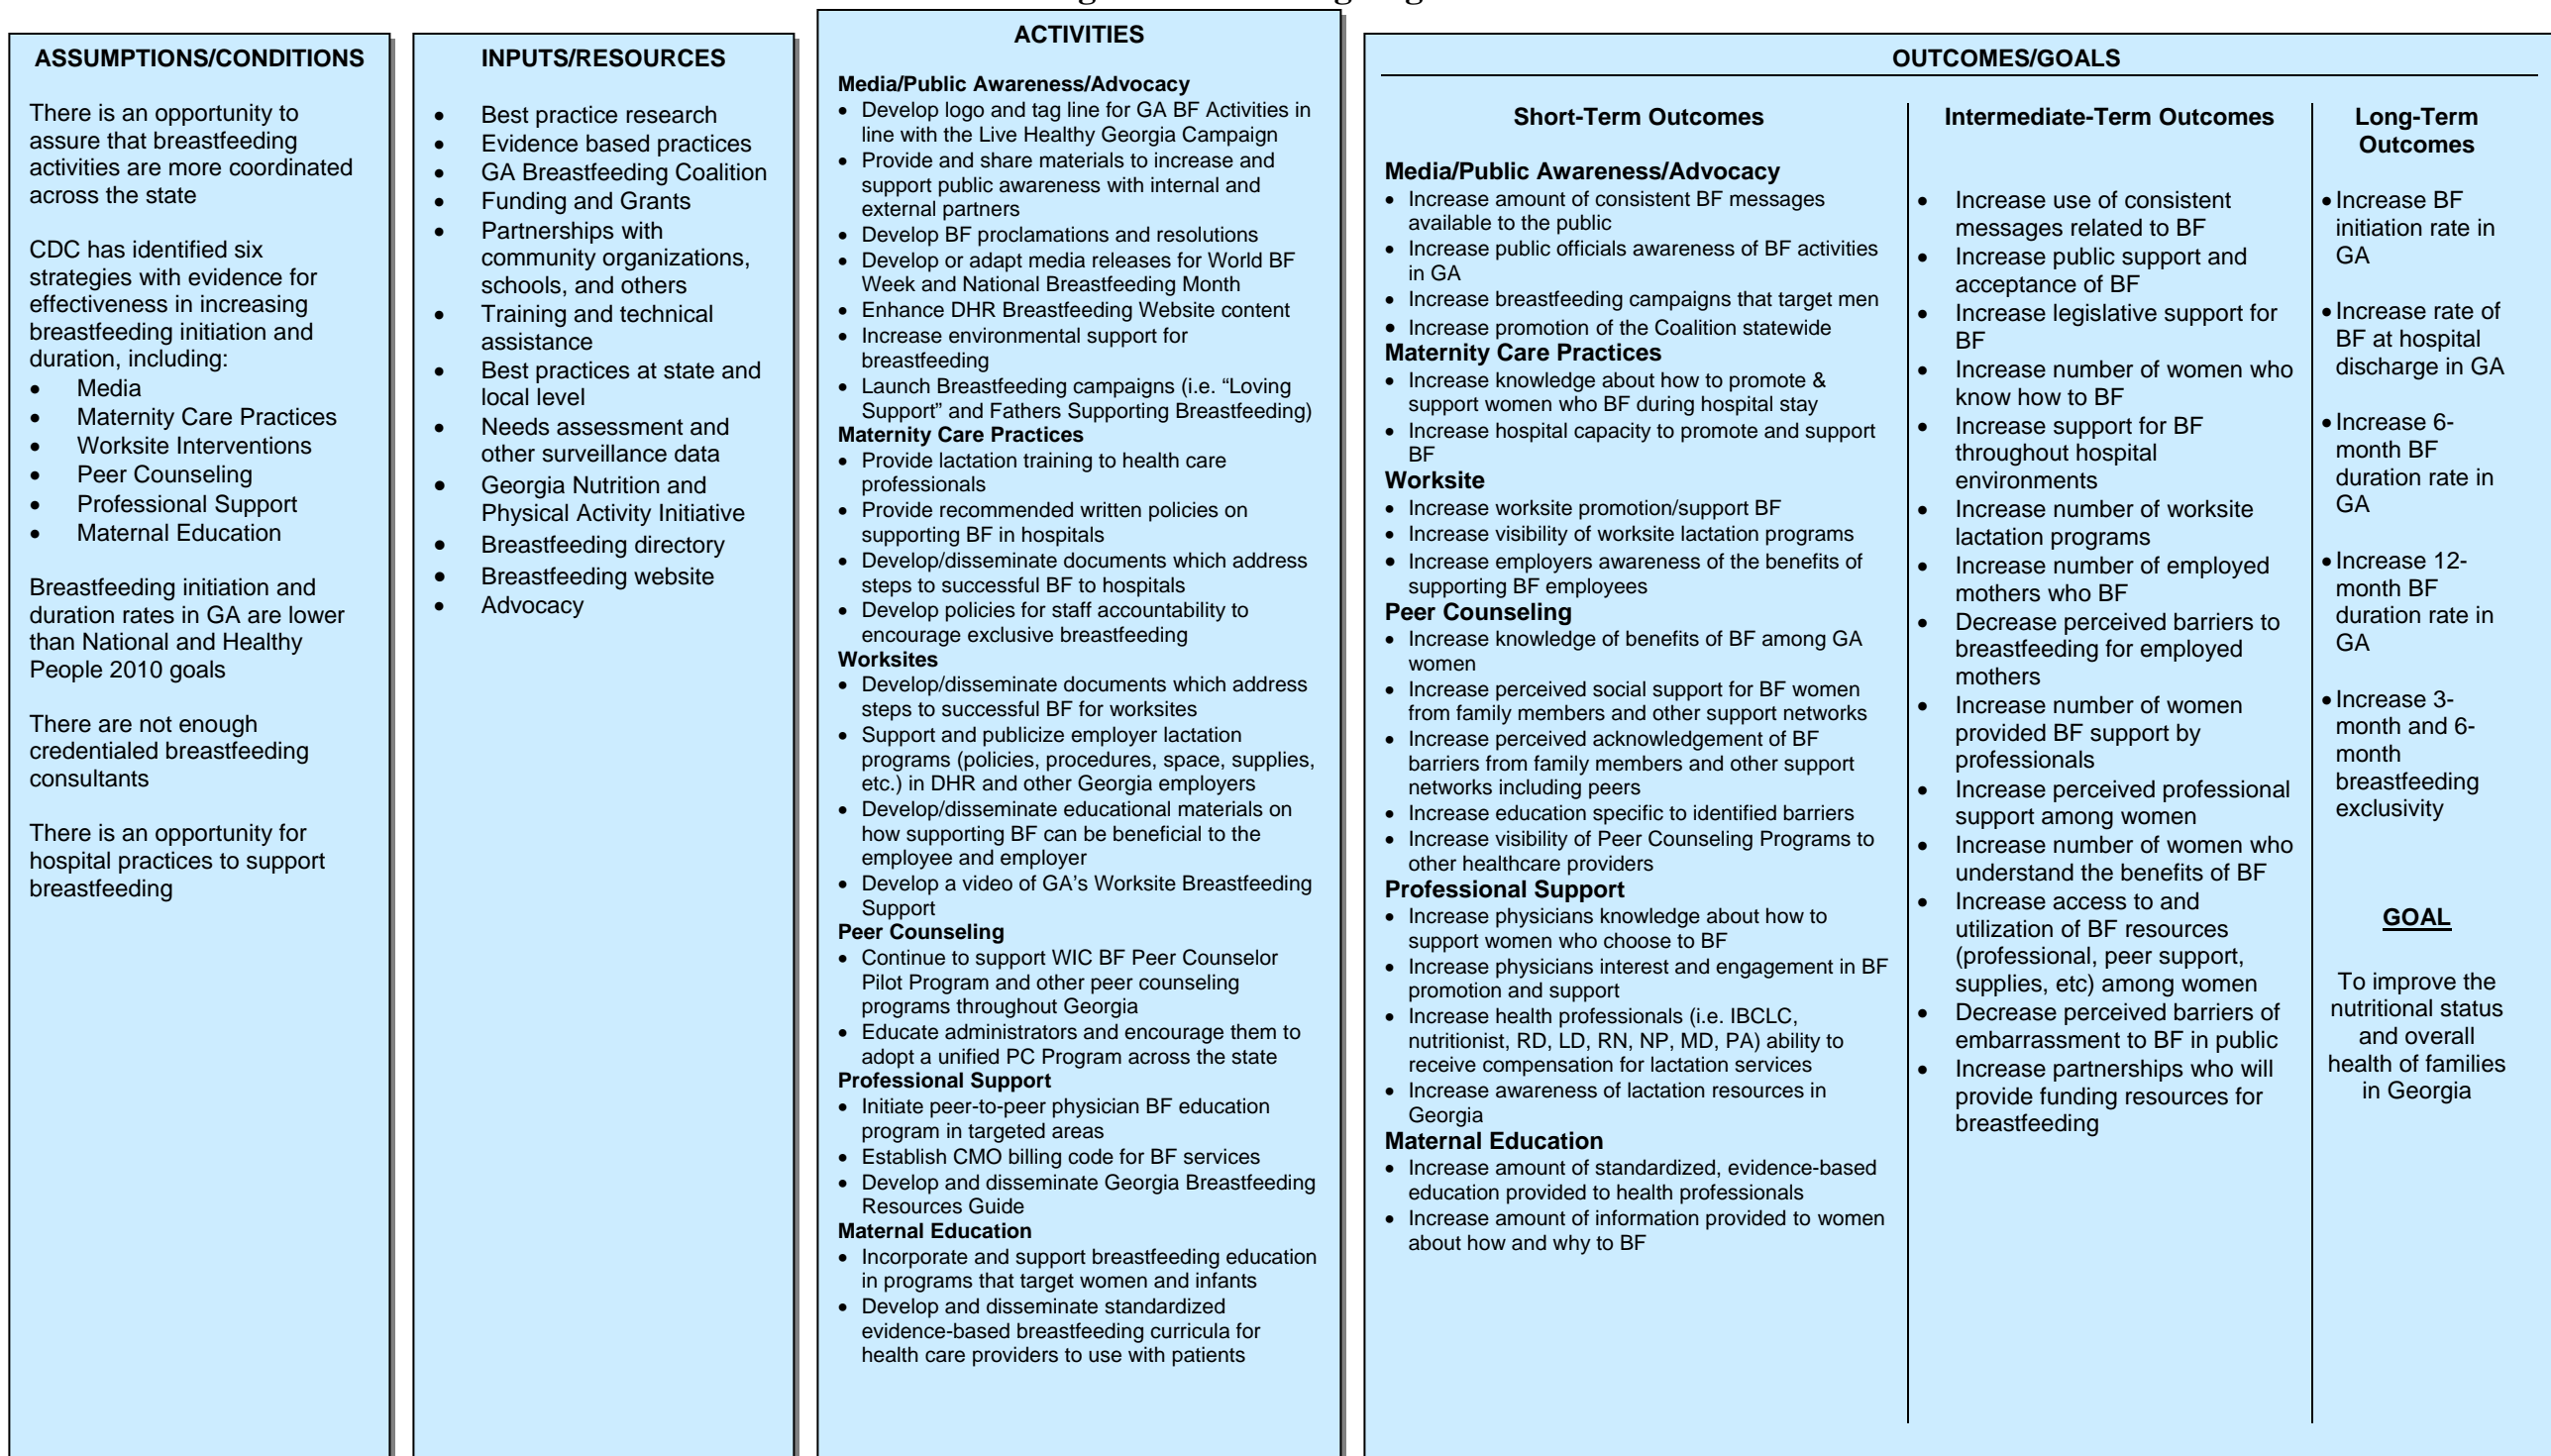 ASSUMPTIONS/CONDITIONS
There is an opportunity to
assure that breastfeeding
activities are more coordinated
across the state
CDC has identified six
strategies with evidence for
effectiveness in increasing
breastfeeding initiation and
duration, including:
• Media
• Maternity Care Practices
• Worksite Interventions
• Peer Counseling
• Professional Support
• Maternal Education
Breastfeeding initiation and
duration rates in GA are lower
than National and Healthy
People 2010 goals
There are not enough
credentialed breastfeeding
consultants
There is an opportunity for
hospital practices to support
breastfeeding
INPUTS/RESOURCES
• Best practice research
• Evidence based practices
• GA Breastfeeding Coalition
• Funding and Grants
• Partnerships with
community organizations,
schools, and others
• Training and technical
assistance
• Best practices at state and
local level
• Needs assessment and
other surveillance data
• Georgia Nutrition and
Physical Activity Initiative
• Breastfeeding directory
• Breastfeeding website
• Advocacy
ACTIVITIES
Media/Public Awareness/Advocacy
• Develop logo and tag line for GA BF Activities in
line with the Live Healthy Georgia Campaign
• Provide and share materials to increase and
support public awareness with internal and
external partners
• Develop BF proclamations and resolutions
• Develop or adapt media releases for World BF
Week and National Breastfeeding Month
• Enhance DHR Breastfeeding Website content
• Increase environmental support for
breastfeeding
• Launch Breastfeeding campaigns (i.e. “Loving
Support” and Fathers Supporting Breastfeeding)
Maternity Care Practices
• Provide lactation training to health care
professionals
• Provide recommended written policies on
supporting BF in hospitals
• Develop/disseminate documents which address
steps to successful BF to hospitals
• Develop policies for staff accountability to
encourage exclusive breastfeeding
Worksites
• Develop/disseminate documents which address
steps to successful BF for worksites
• Support and publicize employer lactation
programs (policies, procedures, space, supplies,
etc.) in DHR and other Georgia employers
• Develop/disseminate educational materials on
how supporting BF can be beneficial to the
employee and employer
• Develop a video of GA’s Worksite Breastfeeding
Support
Peer Counseling
• Continue to support WIC BF Peer Counselor
Pilot Program and other peer counseling
programs throughout Georgia
• Educate administrators and encourage them to
adopt a unified PC Program across the state
Professional Support
• Initiate peer-to-peer physician BF education
program in targeted areas
• Establish CMO billing code for BF services
• Develop and disseminate Georgia Breastfeeding
Resources Guide
Maternal Education
• Incorporate and support breastfeeding education
in programs that target women and infants
• Develop and disseminate standardized
evidence-based breastfeeding curricula for
health care providers to use with patients
OUTCOMES/GOALS
Short-Term Outcomes
Media/Public Awareness/Advocacy
• Increase amount of consistent BF messages
available to the public
• Increase public officials awareness of BF activities
in GA
• Increase breastfeeding campaigns that target men
• Increase promotion of the Coalition statewide
Maternity Care Practices
• Increase knowledge about how to promote &
support women who BF during hospital stay
• Increase hospital capacity to promote and support
BF
Worksite
• Increase worksite promotion/support BF
• Increase visibility of worksite lactation programs
• Increase employers awareness of the benefits of
supporting BF employees
Peer Counseling
• Increase knowledge of benefits of BF among GA
women
• Increase perceived social support for BF women
from family members and other support networks
• Increase perceived acknowledgement of BF
barriers from family members and other support
networks including peers
• Increase education specific to identified barriers
• Increase visibility of Peer Counseling Programs to
other healthcare providers
Professional Support
• Increase physicians knowledge about how to
support women who choose to BF
• Increase physicians interest and engagement in BF
promotion and support
• Increase health professionals (i.e. IBCLC,
nutritionist, RD, LD, RN, NP, MD, PA) ability to
receive compensation for lactation services
• Increase awareness of lactation resources in
Georgia
Maternal Education
• Increase amount of standardized, evidence-based
education provided to health professionals
• Increase amount of information provided to women
about how and why to BF
Intermediate-Term Outcomes
• Increase use of consistent
messages related to BF
• Increase public support and
acceptance of BF
• Increase legislative support for
BF
• Increase number of women who
know how to BF
• Increase support for BF
throughout hospital
environments
• Increase number of worksite
lactation programs
• Increase number of employed
mothers who BF
• Decrease perceived barriers to
breastfeeding for employed
mothers
• Increase number of women
provided BF support by
professionals
• Increase perceived professional
support among women
• Increase number of women who
understand the benefits of BF
• Increase access to and
utilization of BF resources
(professional, peer support,
supplies, etc) among women
• Decrease perceived barriers of
embarrassment to BF in public
• Increase partnerships who will
provide funding resources for
breastfeeding
Long-Term
Outcomes
• Increase BF
initiation rate in
GA
• Increase rate of
BF at hospital
discharge in GA
• Increase 6-
month BF
duration rate in
GA
• Increase 12-
month BF
duration rate in
GA
• Increase 3-
month and 6-
month
breastfeeding
exclusivity
GOAL
To improve the
nutritional status
and overall
health of families
in Georgia